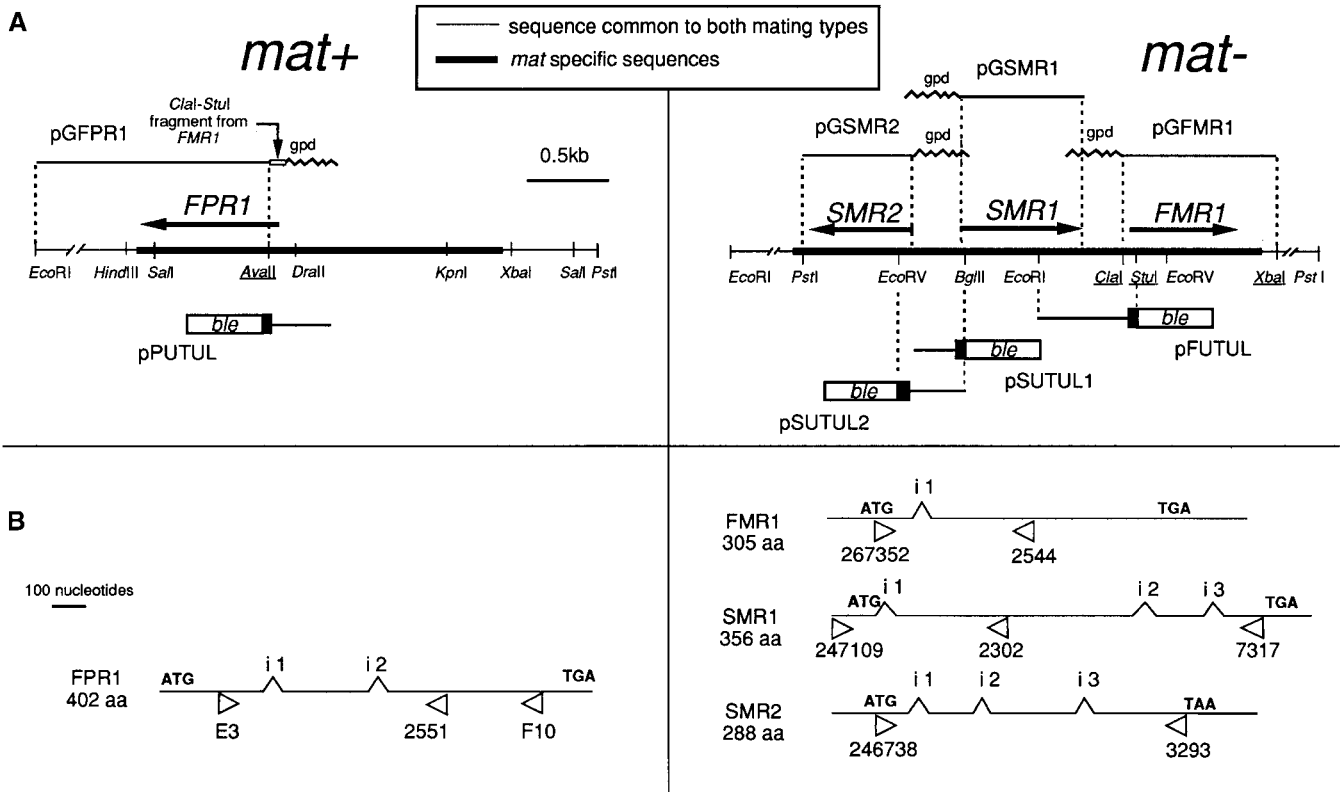 A
sequence common to both mating types
mat specific sequences
mat+
ClaI-StuI
fragment from
FMR1
pGFPR1
gpd
0.5kb
FPR1
EcoRI
HindIII
SalI
AvaII
DraII
KpnI
XbaI
SalI
PstI
ble
pPUTUL
mat-
pGSMR1
gpd
pGSMR2
gpd
gpd
pGFMR1
SMR2
SMR1
FMR1
EcoRI
PstI
EcoRV
BglII
EcoRI
ClaI
StuI
EcoRV
XbaI
Pst I
ble
pFUTUL
ble
pSUTUL1
ble
pSUTUL2
B
100 nucleotides
FPR1
402 aa
ATG
i 1
i 2
TGA
E3
2551
F10
FMR1
305 aa
ATG
i 1
TGA
267352
2544
SMR1
356 aa
ATG
i 1
i 2
i 3
TGA
247109
2302
7317
SMR2
288 aa
ATG
i 1
i 2
i 3
TAA
246738
3293